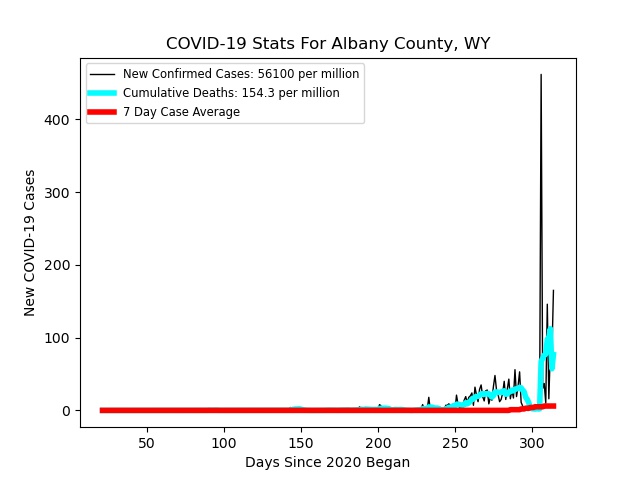 COVID-19 Stats For Albany County, WY
New Confirmed Cases: 56100 per million
Cumulative Deaths: 154.3 per million
7 Day Case Average
New COVID-19 Cases
400
300
200
100
0
50 100 150 200 250 300
Days Since 2020 Began